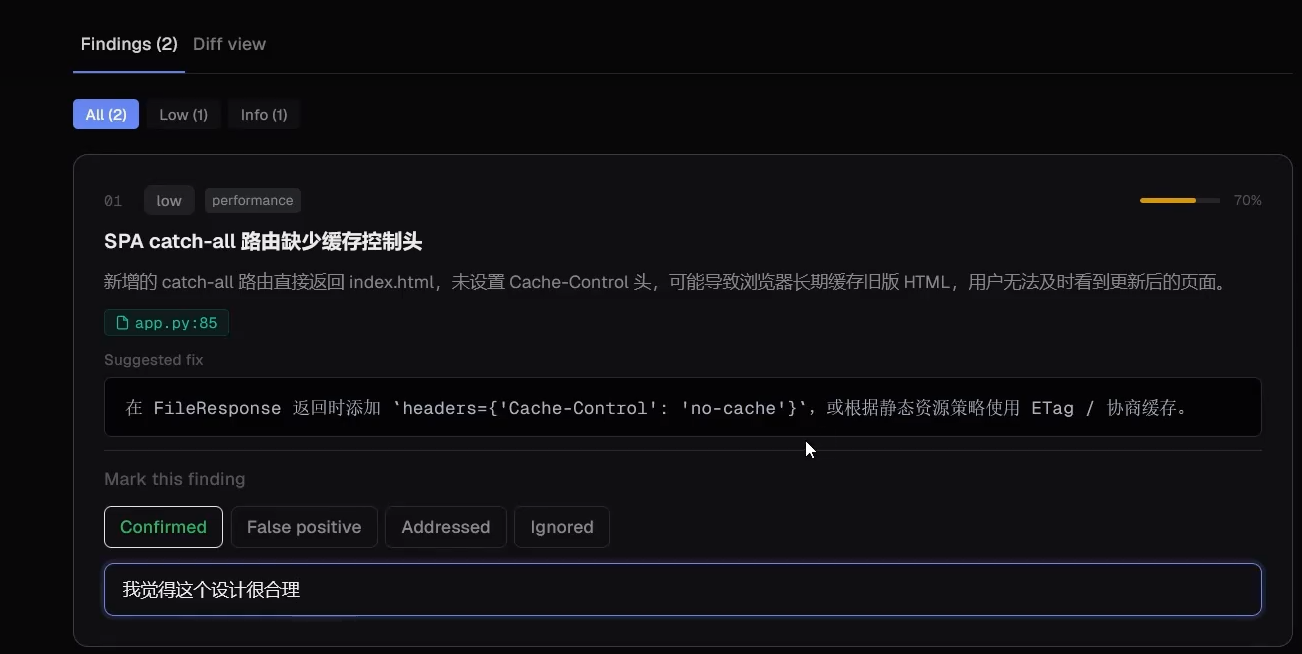 Findings (2) Diff view
All (2) Low (1) Info (1)
01 low performance 70%
SPA catch-all 路由缺少缓存控制头
新增的 catch-all 路由直接返回 index.html，未设置 Cache-Control 头，可能导致浏览器长期缓存旧版 HTML，用户无法及时看到更新后的页面。
app.py:85
Suggested fix
在 FileResponse 返回时添加 `headers={'Cache-Control': 'no-cache'}`，或根据静态资源策略使用 ETag / 协商缓存。
Mark this finding
Confirmed False positive Addressed Ignored
我觉得这个设计很合理